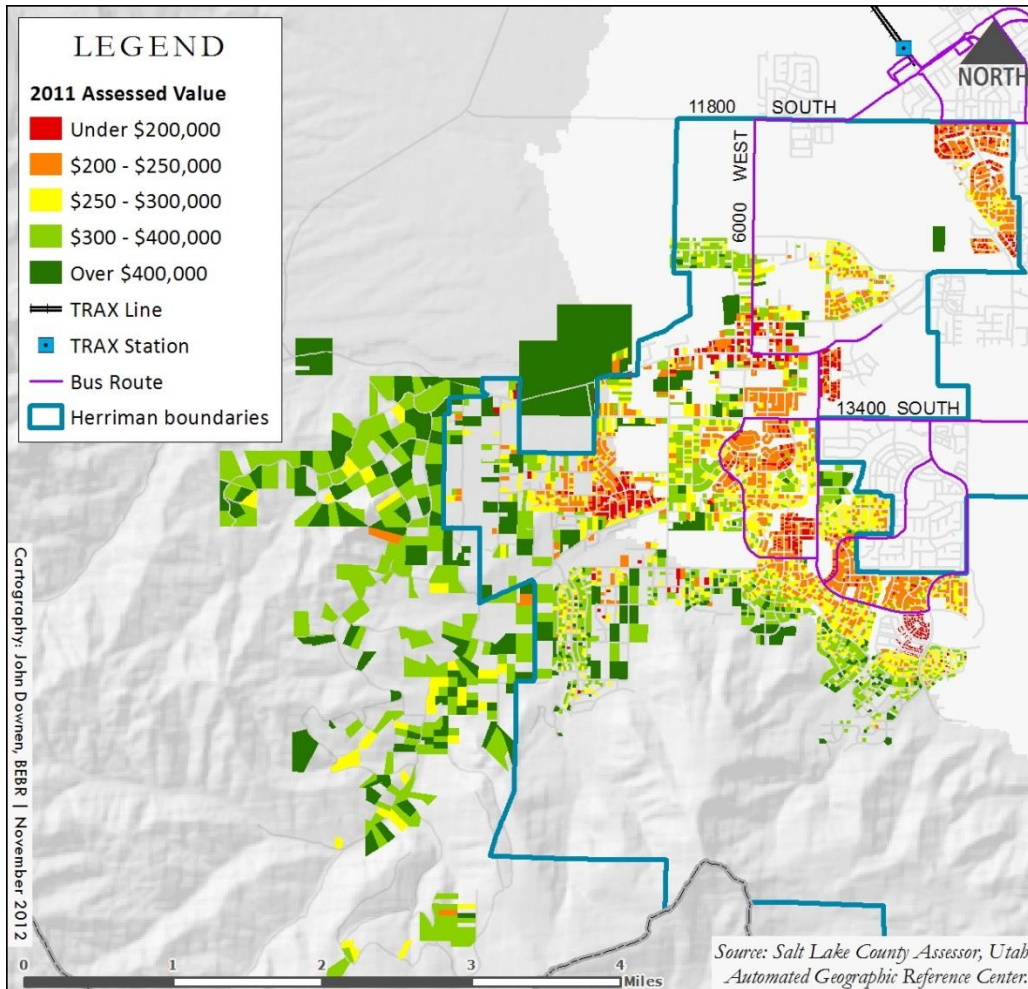 LEGEND
2011 Assessed Value
Under $200,000
$200 - $250,000
$250 - $300,000
$300 - $400,000
Over $400,000
TRAX Line
TRAX Station
Bus Route
Herriman boundaries
NORTH
11800 SOUTH
6000 WEST
13400 SOUTH
Cartography: John Downen, BEBR | November 2012
0 1 2 3 4
Miles
Source: Salt Lake County Assessor, Utah
Automated Geographic Reference Center.